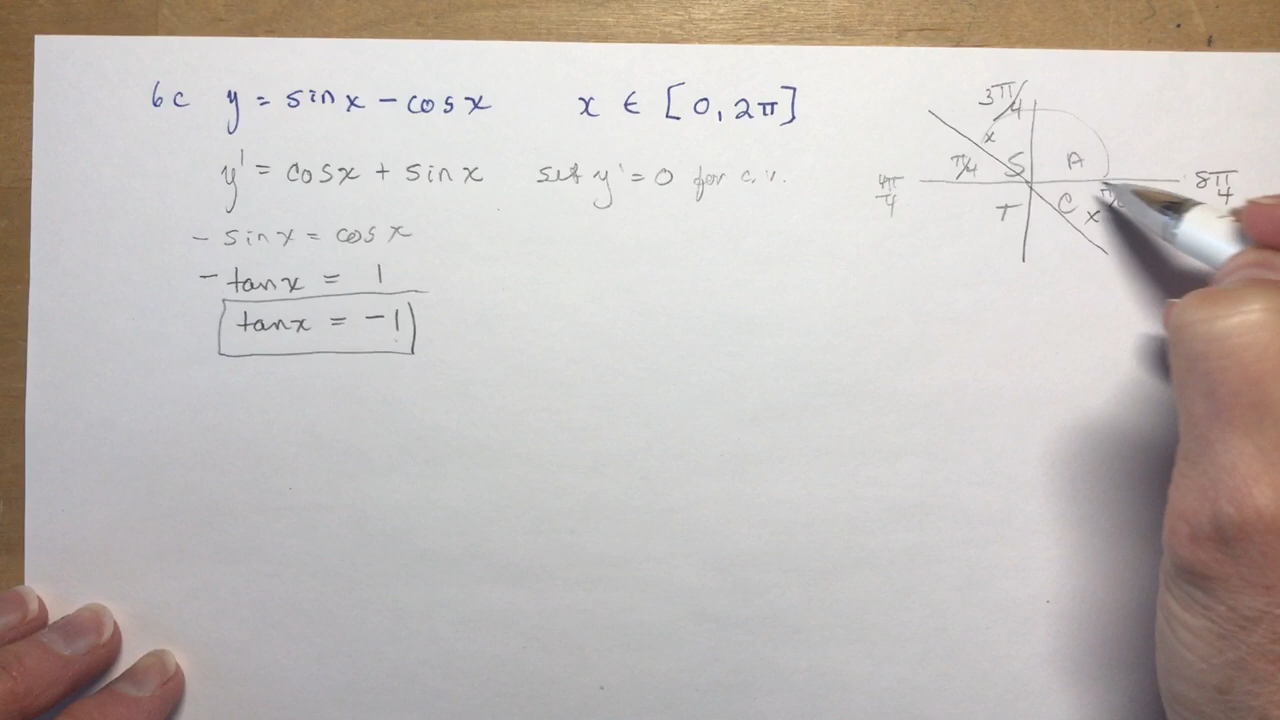 6c y = sin x - cos x x ∈ [0, 2π]
y' = cos x + sin x set y' = 0 for c.v.
- sin x = cos x
- tan x = 1
tan x = -1
3π/4
x
π/4 S A
4π/4 8π/4
T C x